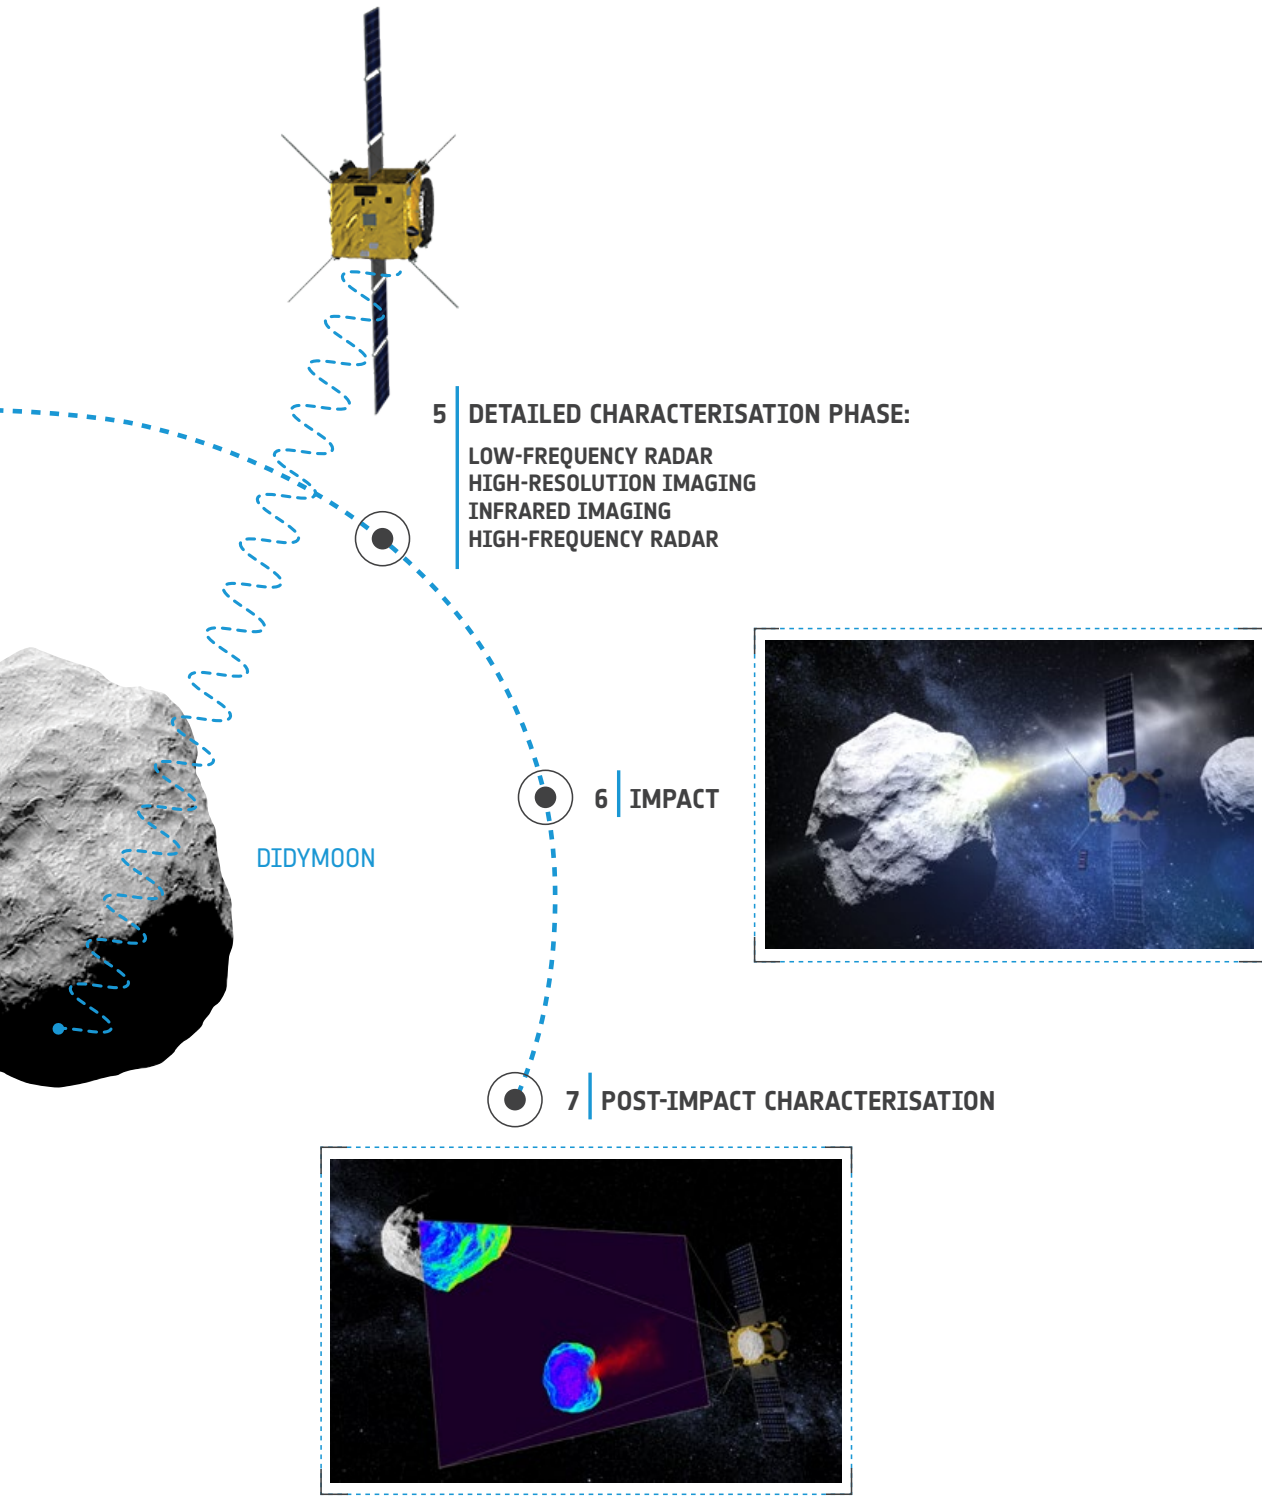 5 DETAILED CHARACTERISATION PHASE:
LOW-FREQUENCY RADAR
HIGH-RESOLUTION IMAGING
INFRARED IMAGING
HIGH-FREQUENCY RADAR
6 IMPACT
DIDYMOON
7 POST-IMPACT CHARACTERISATION